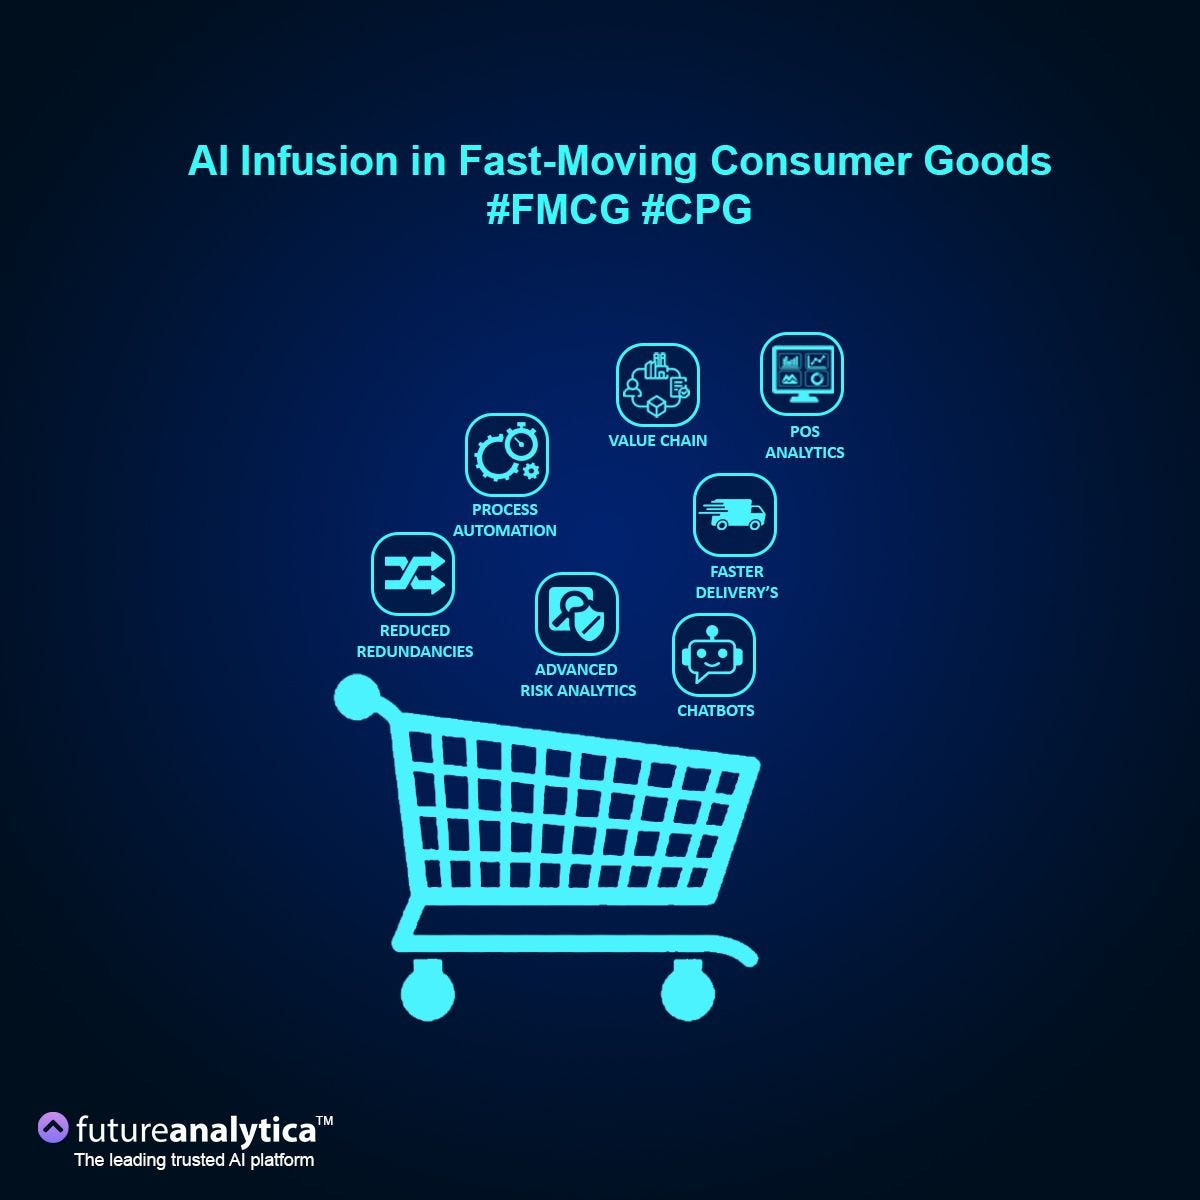 AI Infusion in Fast-Moving Consumer Goods
#FMCG #CPG
VALUE CHAIN
POS
ANALYTICS
PROCESS
AUTOMATION
FASTER
DELIVERY’S
REDUCED
REDUNDANCIES
ADVANCED
RISK ANALYTICS
CHATBOTS
futureanalytica™
The leading trusted AI platform